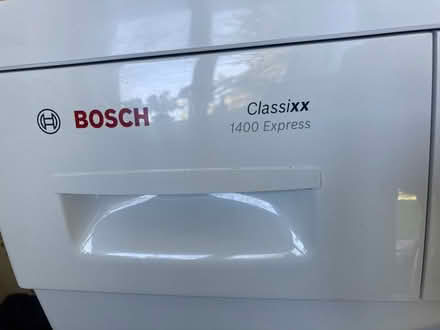 BOSCH
Classixx
1400 Express